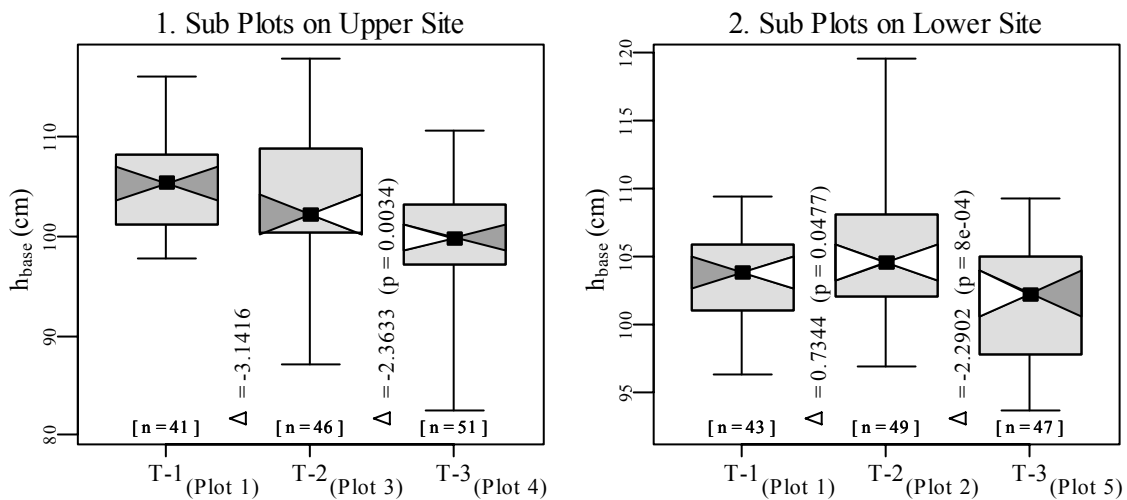 1. Sub Plots on Upper Site
h_base (cm)
110
100
90
80
Δ = -3.1416
Δ = -2.3633 (p = 0.0034)
[ n = 41 ]
[ n = 46 ]
[ n = 51 ]
T-1 (Plot 1)
T-2 (Plot 3)
T-3 (Plot 4)
2. Sub Plots on Lower Site
h_base (cm)
120
115
110
105
100
95
Δ = 0.7344 (p = 0.0477)
Δ = -2.2902 (p = 8e-04)
[ n = 43 ]
[ n = 49 ]
[ n = 47 ]
T-1 (Plot 1)
T-2 (Plot 2)
T-3 (Plot 5)